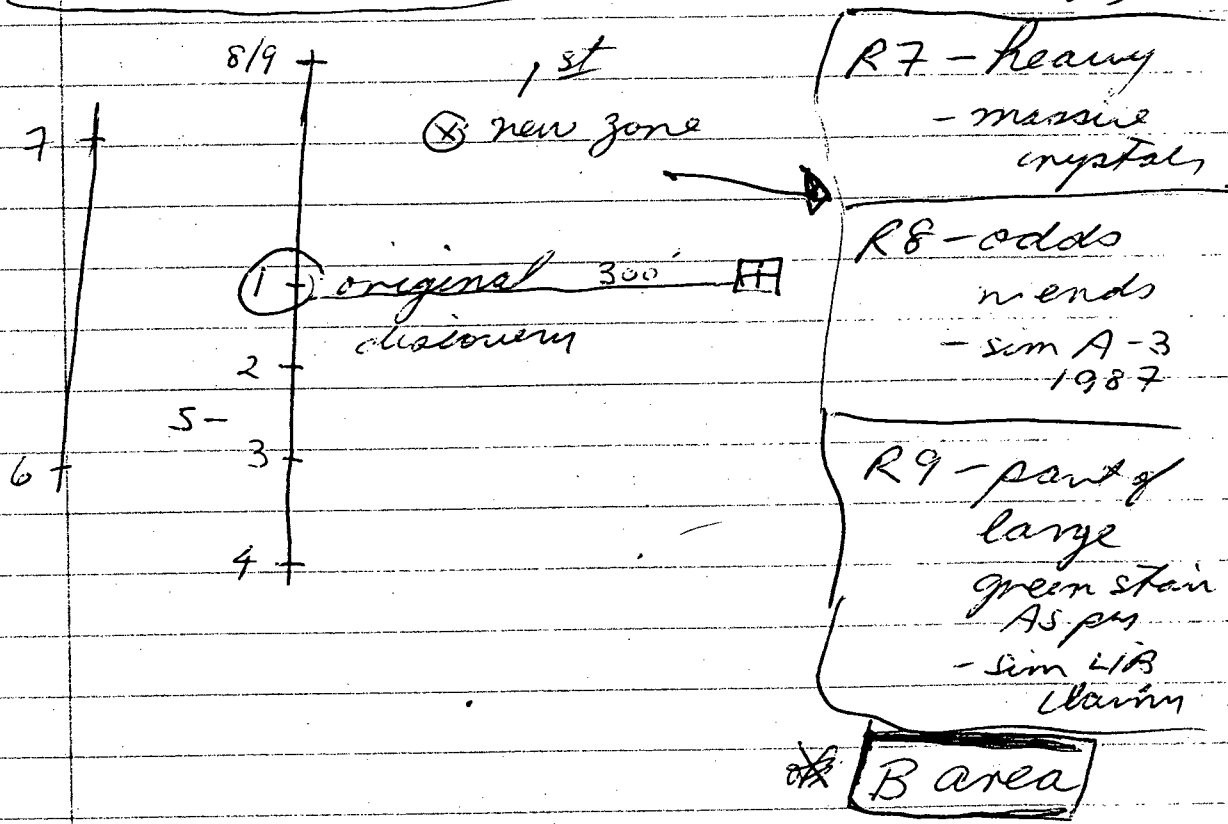 8/9
1st
7
ⓧ new zone
1 original 300'
discovery
2
5-
3
6
4
R7 - heavy
- massive
crystals
R8 - odds
n ends
- sim A-3
1987
R9 - part of
large
green stain
As py
- sim LIB
B area